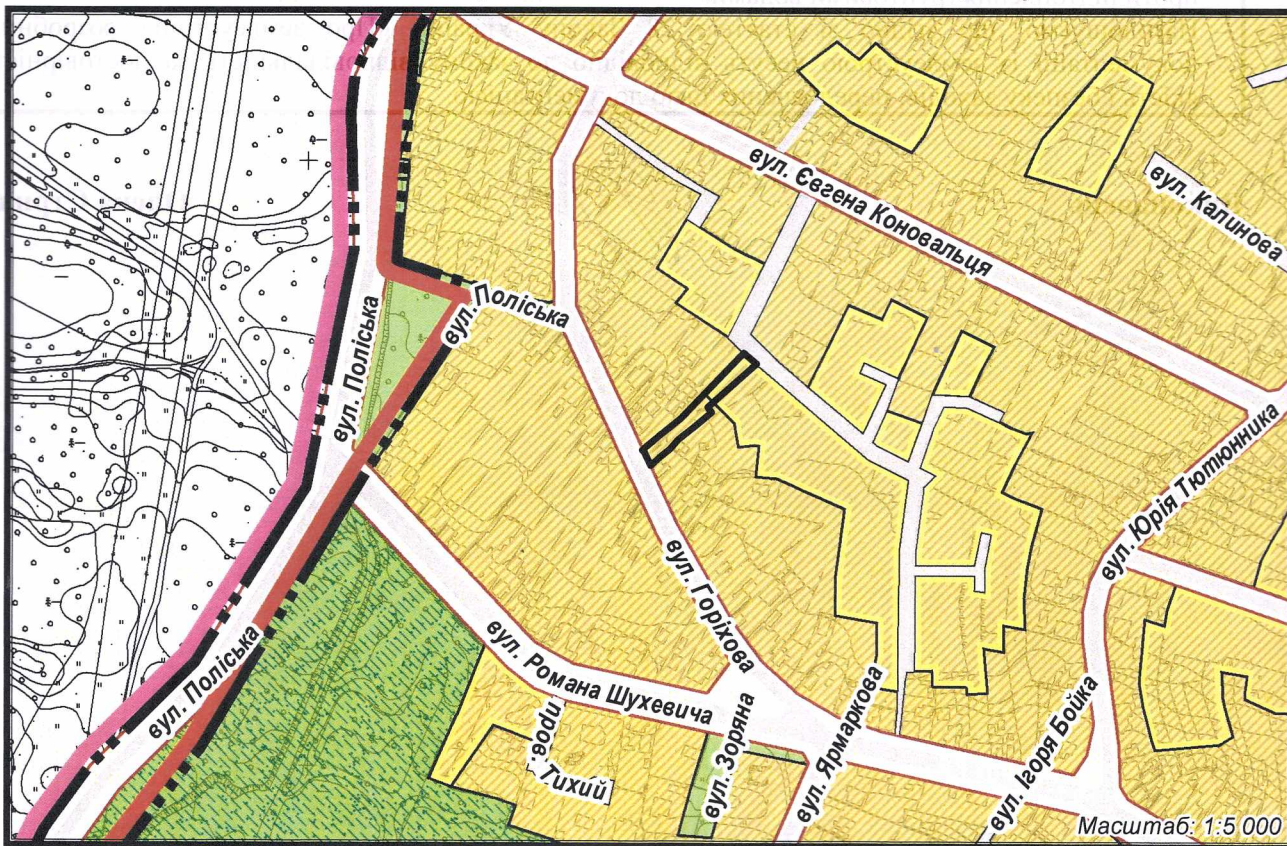 вул. Євгена Коновальця
вул. Калинова
вул. Поліська
вул. Поліська
вул. Юрія Тютюнника
вул. Горіхова
вул. Поліська
вул. Романа Шухевича
пров.
Тихий
вул. Зоряна
вул. Ярмаркова
вул. Ігоря Бойка
Масштаб: 1:5 000